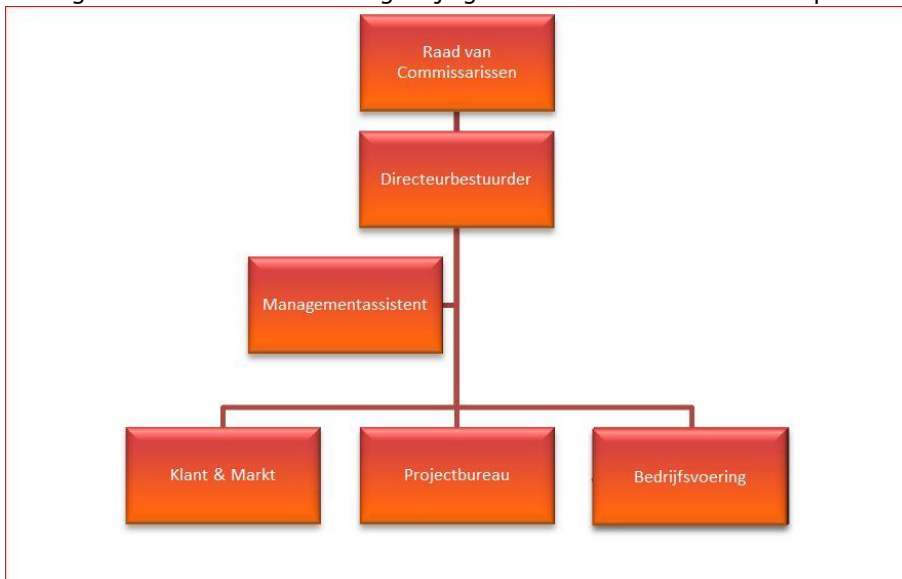 Raad van
Commissarissen
Directeurbestuurder
Managementassistent
Klant & Markt
Projectbureau
Bedrijfsvoering